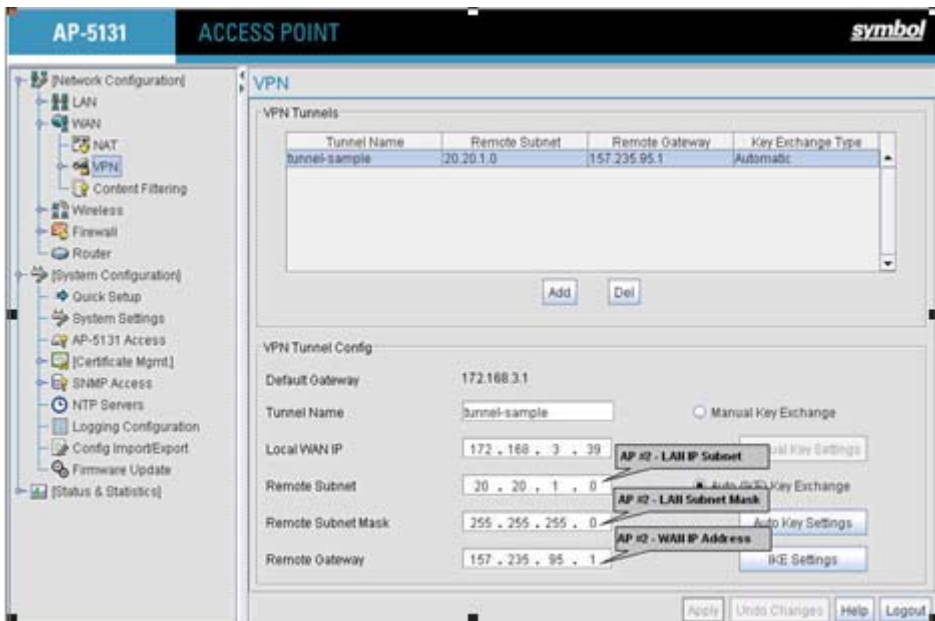 AP-5131 ACCESS POINT symbol
[Network Configuration]
LAN
WAN
NAT
VPN
Content Filtering
Wireless
Firewall
Router
[System Configuration]
Quick Setup
System Settings
AP-5131 Access
[Certificate Mgmt.]
SNMP Access
NTP Servers
Logging Configuration
Config Import/Export
Firmware Update
[Status & Statistics]
VPN
VPN Tunnels
Tunnel Name Remote Subnet Remote Gateway Key Exchange Type
tunnel-sample 20.20.1.0 157.235.95.1 Automatic
Add Del
VPN Tunnel Config
Default Gateway 172.168.3.1
Tunnel Name tunnel-sample Manual Key Exchange
Local WAN IP 172 . 168 . 3 . 39 Key Settings
AP #2 - LAN IP Subnet
Remote Subnet 20 . 20 . 1 . 0 Auto (IKE) Key Exchange
AP #2 - LAN Subnet Mask
Remote Subnet Mask 255 . 255 . 255 . 0 Auto Key Settings
AP #2 - WAN IP Address
Remote Gateway 157 . 235 . 95 . 1 IKE Settings
Apply Undo Changes Help Logout